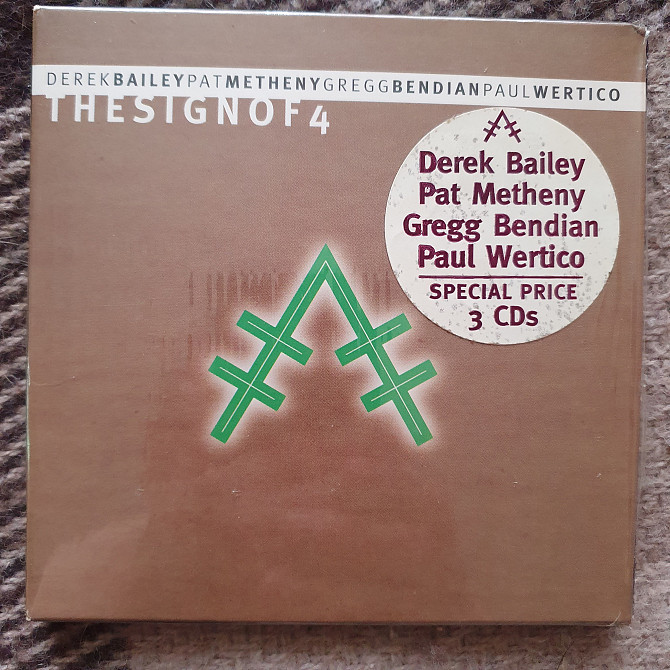 DEREKBAILEYPATMETHENYGREGGBENDIANPAULWERTICO
THESIGNOF4
Derek Bailey
Pat Metheny
Gregg Bendian
Paul Wertico
SPECIAL PRICE
3 CDs